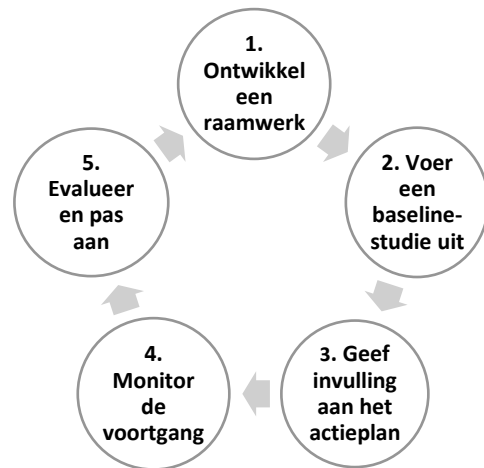 1.
Ontwikkel
een
raamwerk
2. Voer
een
baseline-
studie uit
3. Geef
invulling
aan het
actieplan
4.
Monitor
de
voortgang
5.
Evalueer
en pas
aan